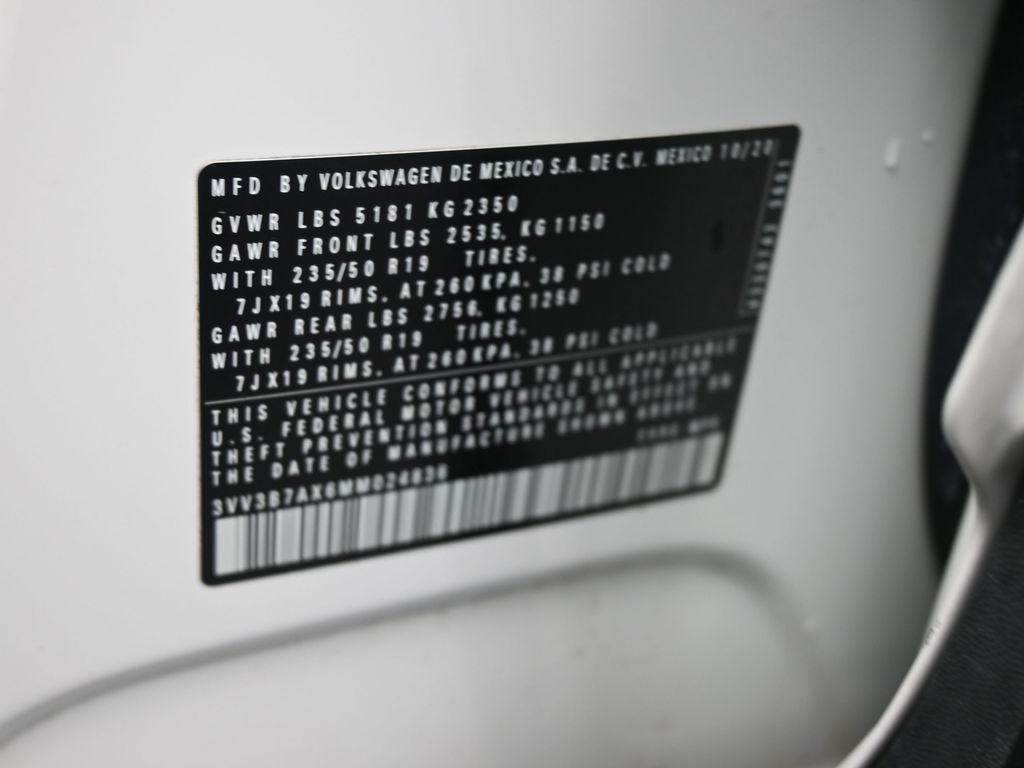 MFD BY VOLKSWAGEN DE MEXICO S.A. DE C.V. MEXICO 10/20
GVWR LBS 5181 KG 2350
GAWR FRONT LBS 2535, KG 1150
WITH 235/50 R19 TIRES.
7JX19 RIMS, AT 260 KPA, 38 PSI COLD
GAWR REAR LBS 2756, KG 1250
WITH 235/50 R19 TIRES.
7JX19 RIMS, AT 260 KPA, 38 PSI COLD
THIS VEHICLE CONFORMS TO ALL APPLICABLE
U.S. FEDERAL MOTOR VEHICLE SAFETY AND
THEFT PREVENTION STANDARDS IN EFFECT ON
THE DATE OF MANUFACTURE SHOWN ABOVE
3VV3B7AX6MM024838